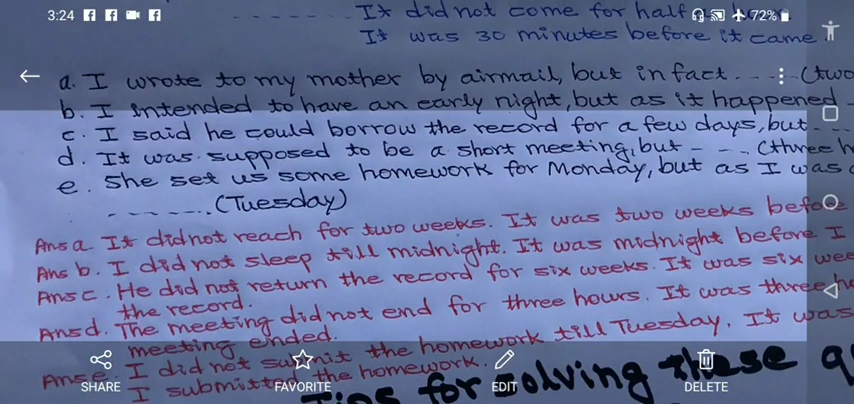 3:24 72%
It did not come for half
It was 30 minutes before it came
a. I wrote to my mother by airmail, but in fact .... (two
b. I intended to have an early night, but as it happened
c. I said he could borrow the record for a few days, but ....
d. It was supposed to be a short meeting, but - - .. (three h
e. She set us some homework for Monday, but as I was
........ (Tuesday)
Ans a. It did not reach for two weeks. It was two weeks before
Ans b. I did not sleep till midnight. It was midnight before I
Ans c. He did not return the record for six weeks. It was six wee
the record.
Ans d. The meeting did not end for three hours. It was three h
meeting ended.
Ans e. I did not submit the homework till Tuesday. It was
I submitted the homework.
Tips for solving these q
SHARE FAVORITE EDIT DELETE